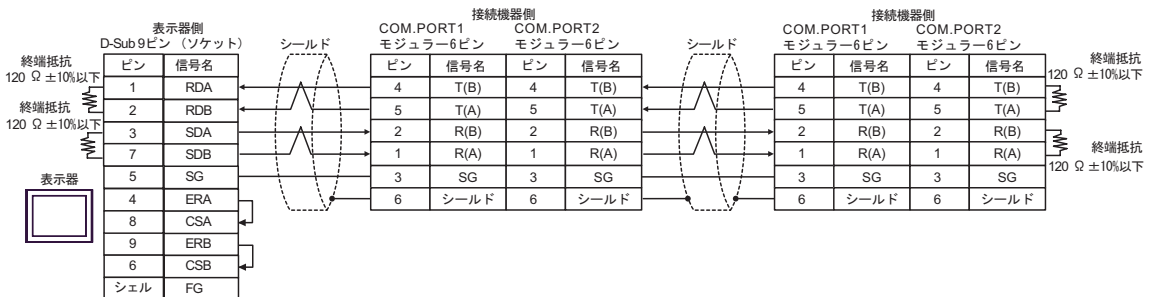 表示器側
D-Sub 9ピン （ソケット）
シールド
接続機器側
COM.PORT1 COM.PORT2
モジュラー6ピン モジュラー6ピン
シールド
接続機器側
COM.PORT1 COM.PORT2
モジュラー6ピン モジュラー6ピン
終端抵抗
120 Ω ±10%以下
終端抵抗
120 Ω ±10%以下
表示器
ピン 信号名
1 RDA
2 RDB
3 SDA
7 SDB
5 SG
4 ERA
8 CSA
9 ERB
6 CSB
シェル FG
ピン 信号名 ピン 信号名
4 T(B) 4 T(B)
5 T(A) 5 T(A)
2 R(B) 2 R(B)
1 R(A) 1 R(A)
3 SG 3 SG
6 シールド 6 シールド
ピン 信号名 ピン 信号名
4 T(B) 4 T(B)
5 T(A) 5 T(A)
2 R(B) 2 R(B)
1 R(A) 1 R(A)
3 SG 3 SG
6 シールド 6 シールド
終端抵抗
120 Ω ±10%以下
終端抵抗
120 Ω ±10%以下